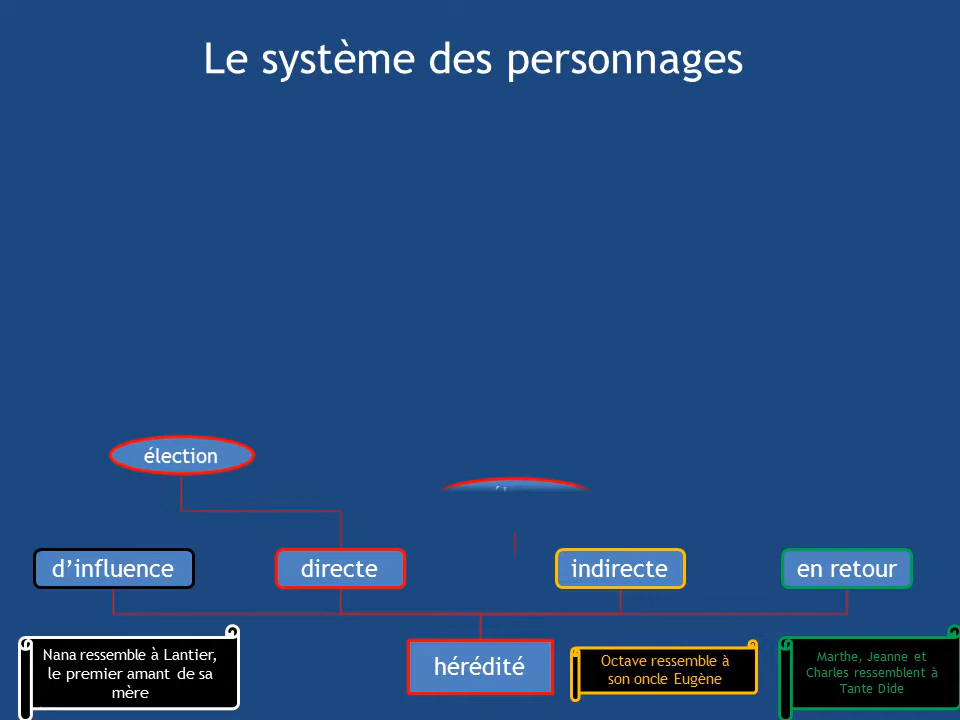 Le système des personnages
élection
d’influence
directe
indirecte
en retour
Nana ressemble à Lantier,
le premier amant de sa
mère
hérédité
Octave ressemble à
son oncle Eugène
Marthe, Jeanne et
Charles ressemblent à
Tante Dide